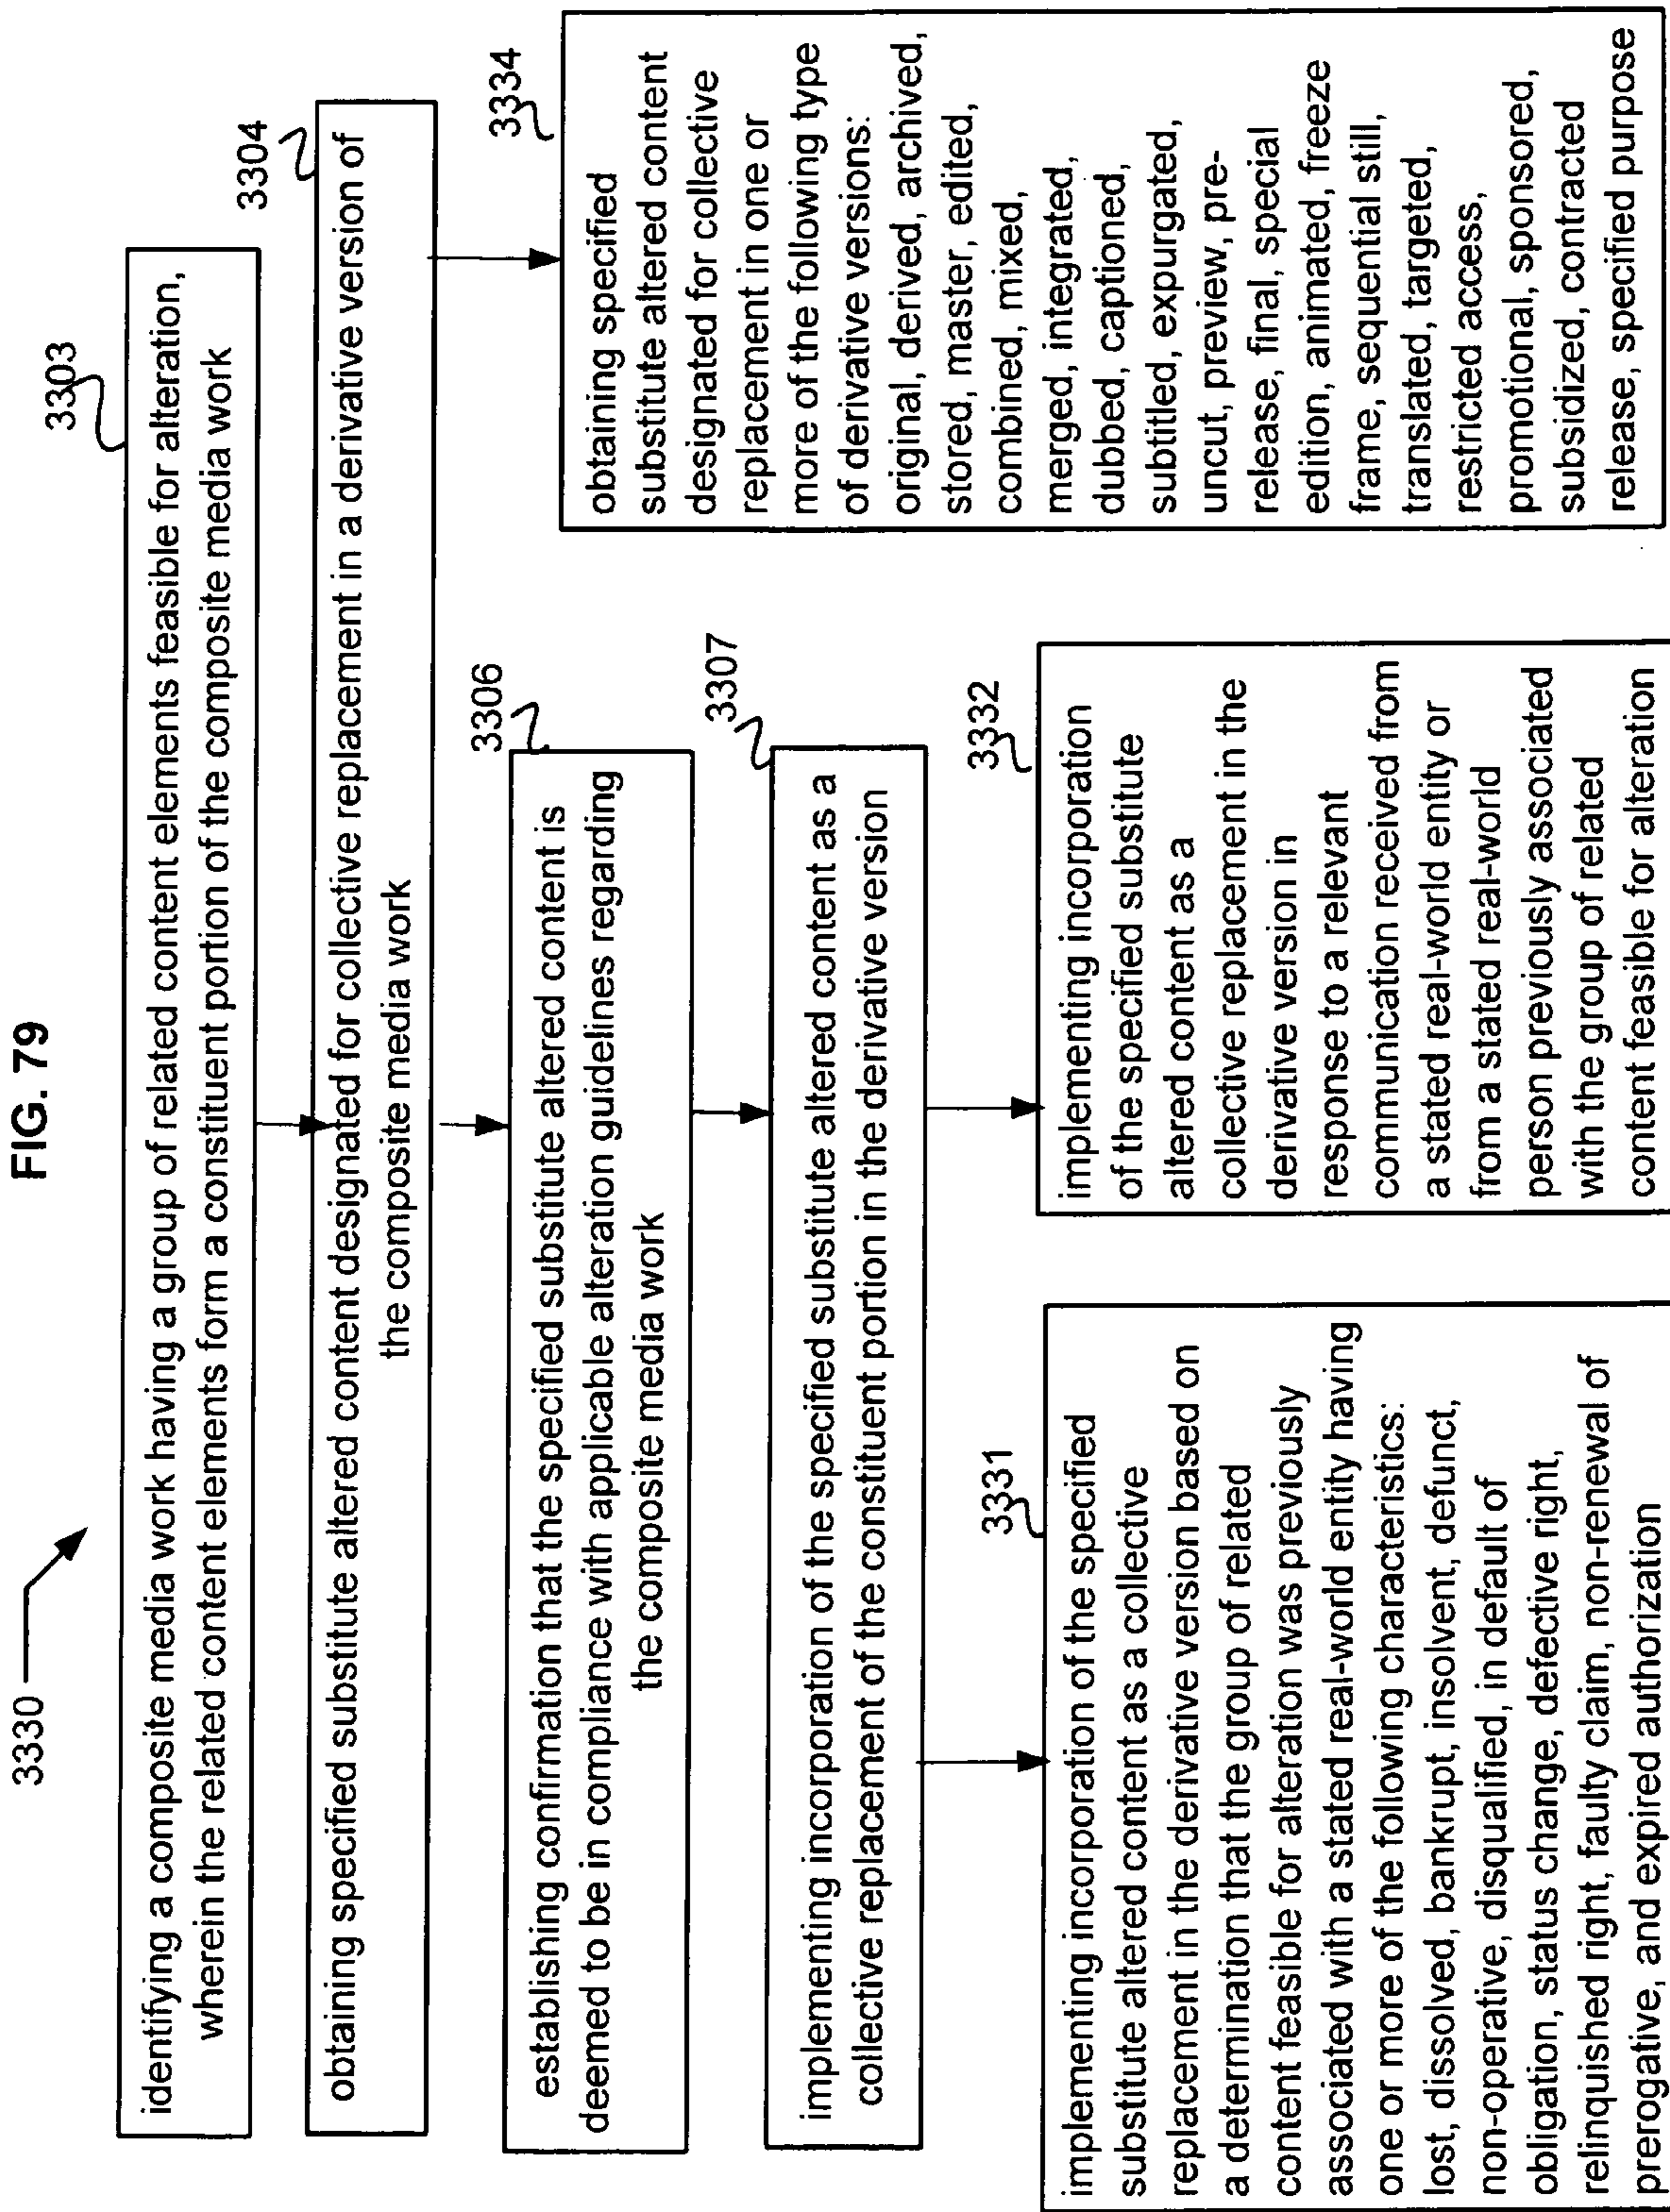 FIG. 79
3330
3303
identifying a composite media work having a group of related content elements feasible for alteration,
wherein the related content elements form a constituent portion of the composite media work
3304
obtaining specified substitute altered content designated for collective replacement in a derivative version of
the composite media work
3306
establishing confirmation that the specified substitute altered content is
deemed to be in compliance with applicable alteration guidelines regarding
the composite media work
3307
implementing incorporation of the specified substitute altered content as a
collective replacement of the constituent portion in the derivative version
3331
implementing incorporation of the specified
substitute altered content as a collective
replacement in the derivative version based on
a determination that the group of related
content feasible for alteration was previously
associated with a stated real-world entity having
one or more of the following characteristics:
lost, dissolved, bankrupt, insolvent, defunct,
non-operative, disqualified, in default of
obligation, status change, defective right,
relinquished right, faulty claim, non-renewal of
prerogative, and expired authorization
3332
implementing incorporation
of the specified substitute
altered content as a
collective replacement in the
derivative version in
response to a relevant
communication received from
a stated real-world entity or
from a stated real-world
person previously associated
with the group of related
content feasible for alteration
3334
obtaining specified
substitute altered content
designated for collective
replacement in one or
more of the following type
of derivative versions:
original, derived, archived,
stored, master, edited,
combined, mixed,
merged, integrated,
dubbed, captioned,
subtitled, expurgated,
uncut, preview, pre-
release, final, special
edition, animated, freeze
frame, sequential still,
translated, targeted,
restricted access,
promotional, sponsored,
subsidized, contracted
release, specified purpose